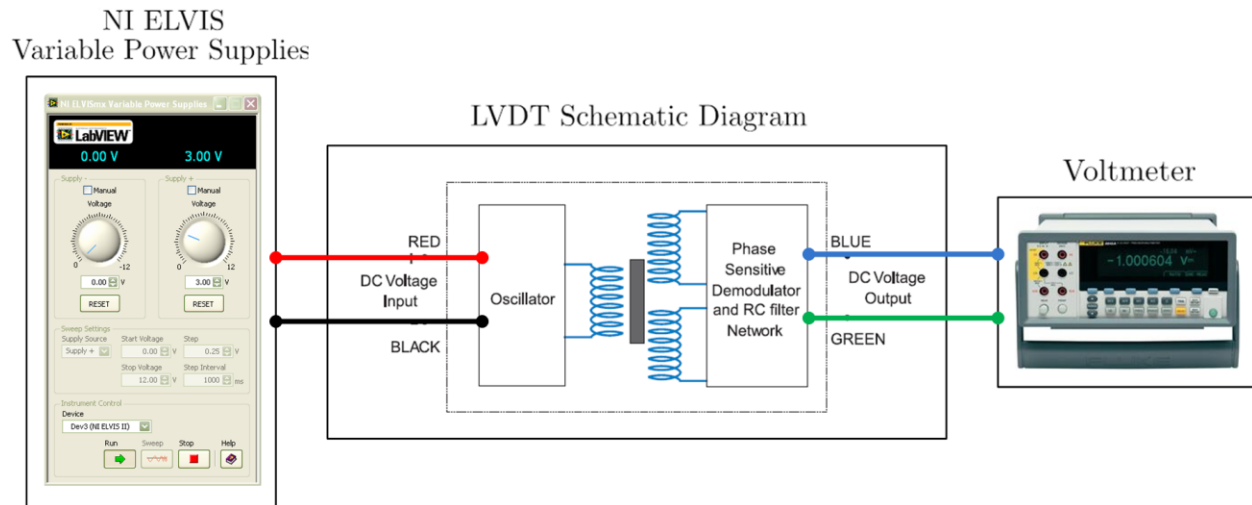 NI ELVIS
Variable Power Supplies
NI ELVISmx Variable Power Supplies
LabVIEW
0.00 V 3.00 V
Supply - Supply +
Manual Manual
Voltage Voltage
0 -12 0 12
0.00 V 3.00 V
RESET RESET
Sweep Settings
Supply Source Start Voltage Step
Supply + 0.00 V 0.25 V
Stop Voltage Step Interval
12.00 V 1000 ms
Instrument Control
Device
Dev3 (NI ELVIS II)
Run Sweep Stop Help
LVDT Schematic Diagram
RED
DC Voltage
Input
BLACK
Oscillator
Phase
Sensitive
Demodulator
and RC filter
Network
BLUE
DC Voltage
Output
GREEN
Voltmeter
FLUKE
-1.000604 V